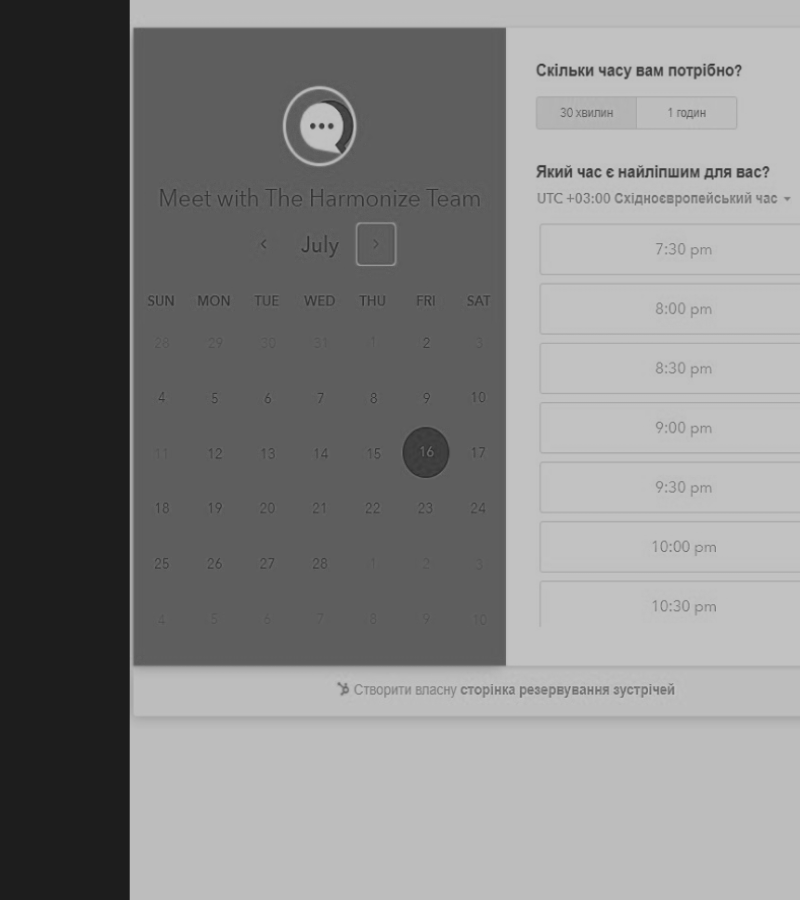 Meet with The Harmonize Team
July
SUN MON TUE WED THU FRI SAT
28 29 30 31 1 2 3
4 5 6 7 8 9 10
11 12 13 14 15 16 17
18 19 20 21 22 23 24
25 26 27 28 1 2 3
4 5 6 7 8 9 10
Скільки часу вам потрібно?
30 хвилин 1 годин
Який час є найліпшим для вас?
UTC +03:00 Східноєвропейський час
7:30 pm
8:00 pm
8:30 pm
9:00 pm
9:30 pm
10:00 pm
10:30 pm
Створити власну сторінка резервування зустрічей